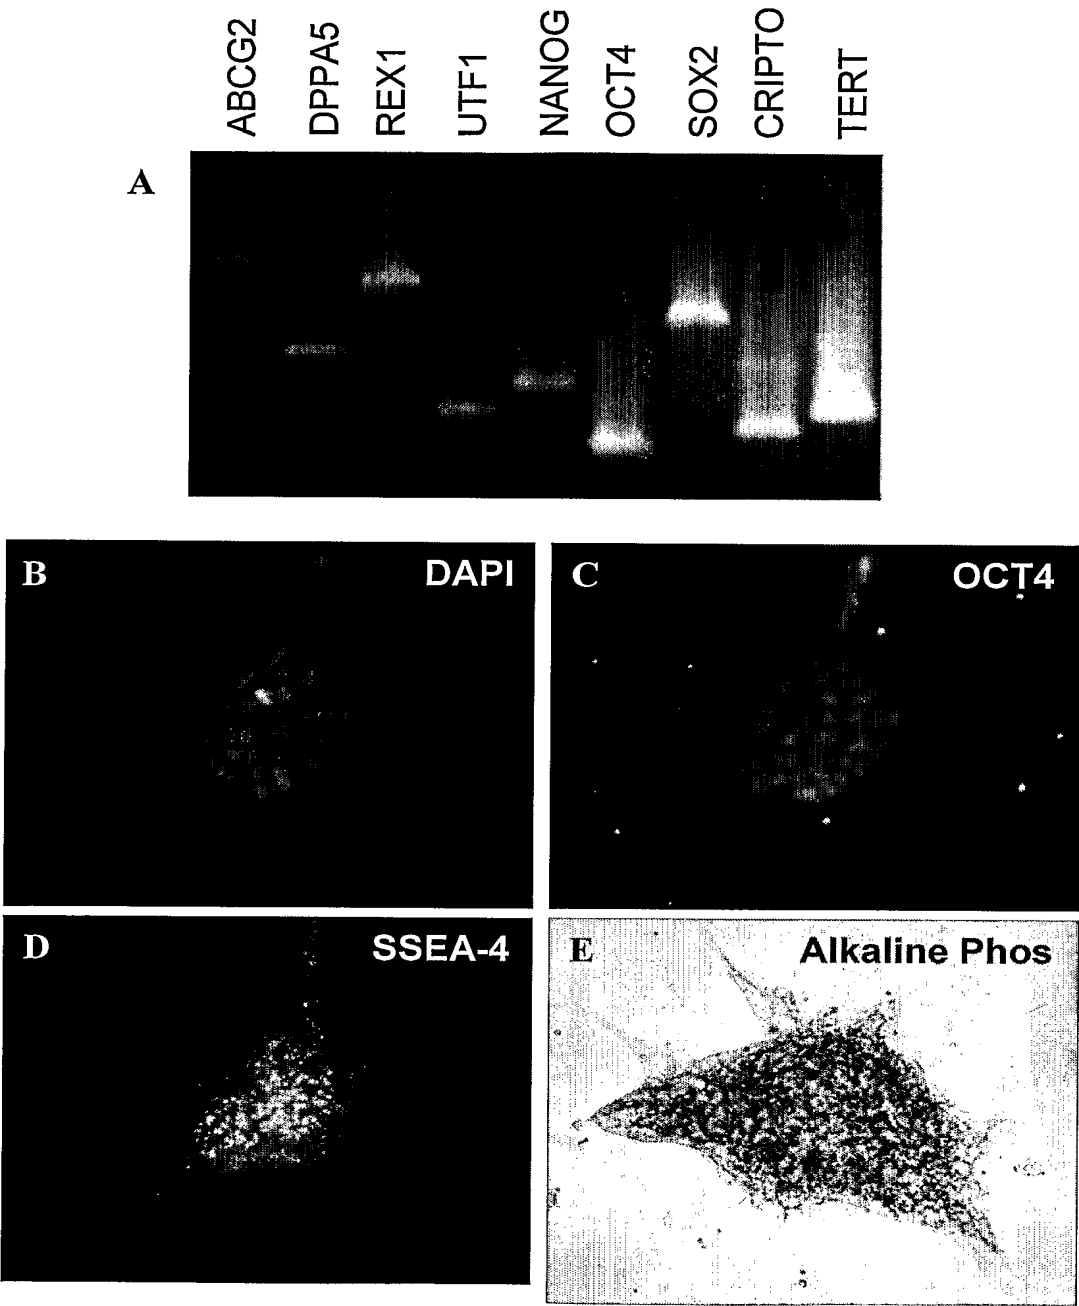 ABCG2 DPPA5 REX1 UTF1 NANOG OCT4 SOX2 CRIPTO TERT
A
B DAPI
C OCT4
D SSEA-4
E Alkaline Phos